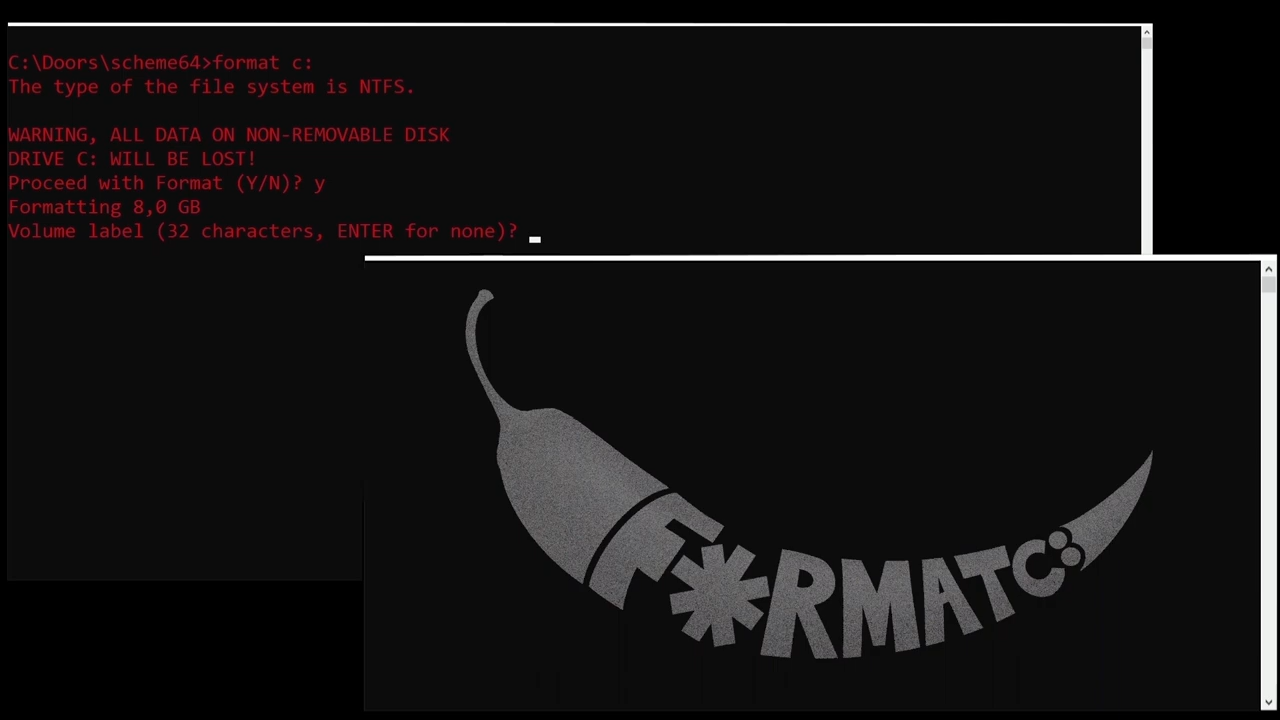 C:\Doors\scheme64>format c:
The type of the file system is NTFS.
WARNING, ALL DATA ON NON-REMOVABLE DISK
DRIVE C: WILL BE LOST!
Proceed with Format (Y/N)? y
Formatting 8,0 GB
Volume label (32 characters, ENTER for none)?
F*RMATC: